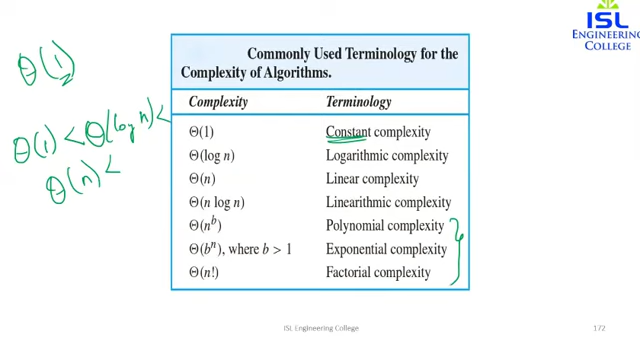 ISL
ENGINEERING
COLLEGE
Θ(1)
Θ(1) < Θ(log n) <
Θ(n) <
Commonly Used Terminology for the
Complexity of Algorithms.
Complexity Terminology
Θ(1) Constant complexity
Θ(log n) Logarithmic complexity
Θ(n) Linear complexity
Θ(n log n) Linearithmic complexity
Θ(n^b) Polynomial complexity
Θ(b^n), where b > 1 Exponential complexity
Θ(n!) Factorial complexity
ISL Engineering College
172